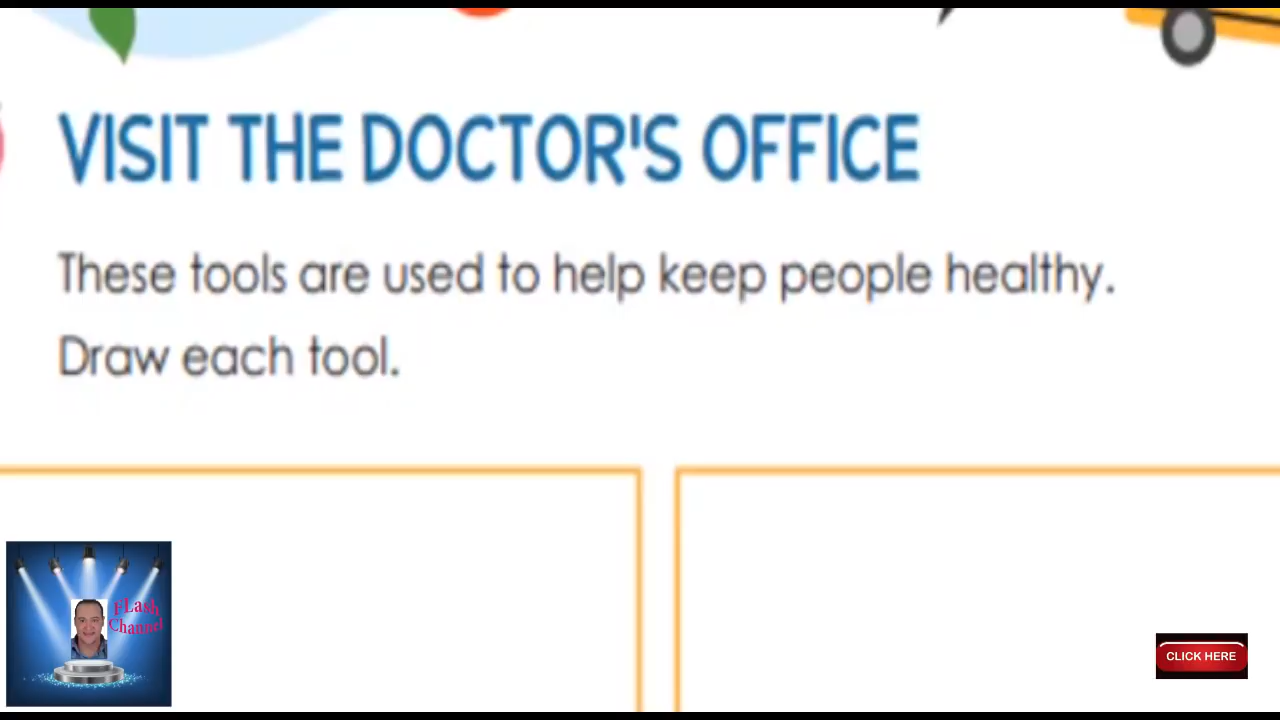 VISIT THE DOCTOR'S OFFICE
These tools are used to help keep people healthy.
Draw each tool.
FLash
Channel
CLICK HERE